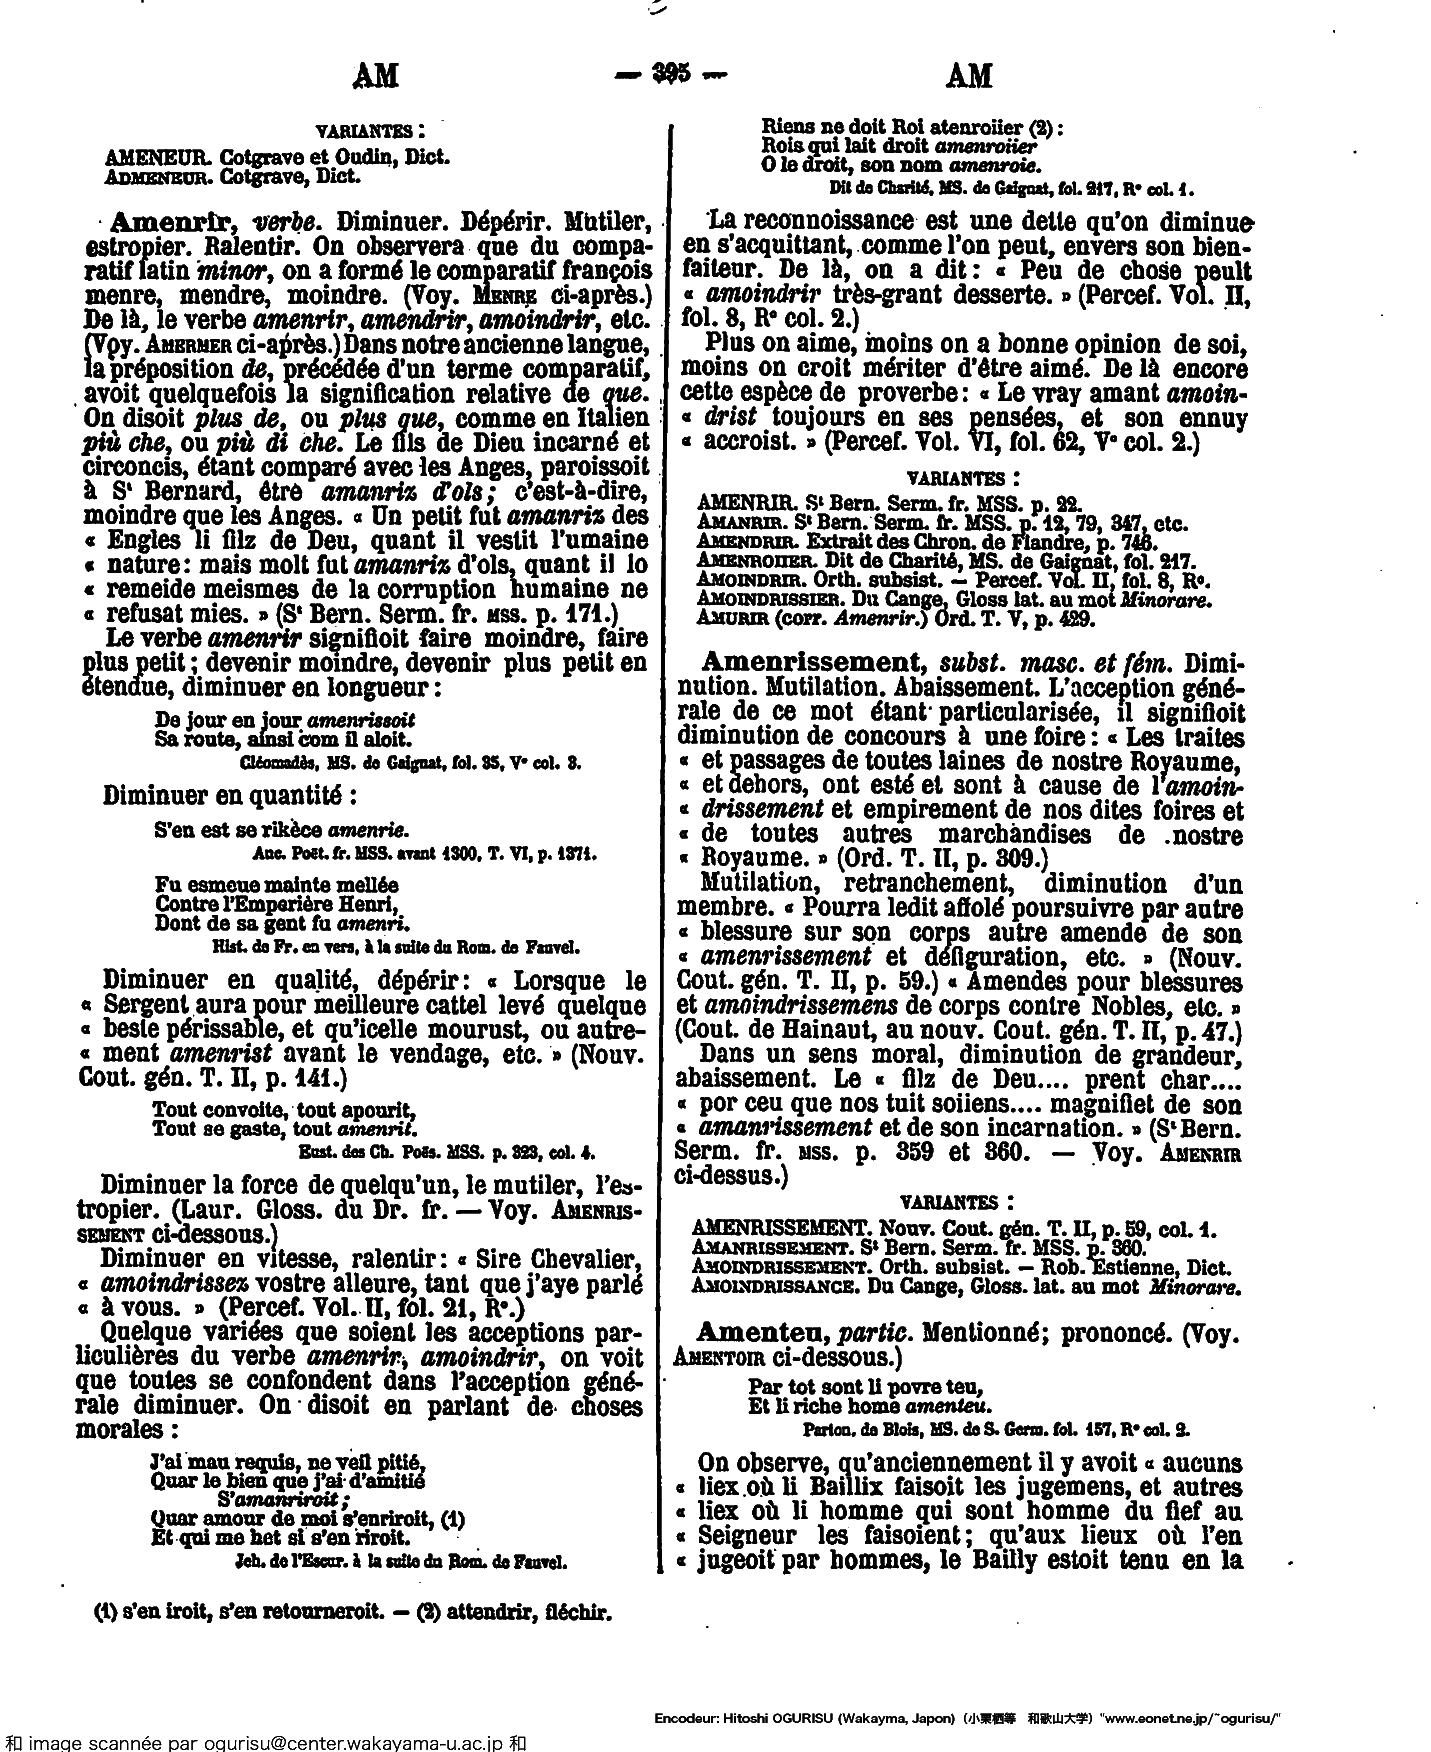 AM — 395 — AM
VARIANTES :
AMENEUR. Cotgrave et Oudin, Dict.
ADMENEUR. Cotgrave, Dict.
Amenrir, verbe. Diminuer. Dépérir. Mutiler,
estropier. Ralentir. On observera que du compa-
ratif latin minor, on a formé le comparatif françois
menre, mendre, moindre. (Voy. MENRE ci-après.)
De là, le verbe amenrir, amendrir, amoindrir, etc.
(Voy. AMERMER ci-après.) Dans notre ancienne langue,
la préposition de, précédée d'un terme comparatif,
avoit quelquefois la signification relative de que.
On disoit plus de, ou plus que, comme en Italien
più che, ou più di che. Le fils de Dieu incarné et
circoncis, étant comparé avec les Anges, paroissoit
à St Bernard, être amanriz d'ols; c'est-à-dire,
moindre que les Anges. « Un petit fut amanriz des
« Engles li filz de Deu, quant il vestit l'umaine
« nature : mais molt fut amanriz d'ols, quant il lo
« remeide meismes de la corruption humaine ne
« refusat mies. » (St Bern. Serm. fr. MSS. p. 171.)
Le verbe amenrir signifioit faire moindre, faire
plus petit ; devenir moindre, devenir plus petit en
étendue, diminuer en longueur :
De jour en jour amenrissoit
Sa route, ainsi com il aloit.
Cléomadès, MS. de Gaignat, fol. 35, Vo col. 3.
Diminuer en quantité :
S'en est se rikèce amenrie.
Anc. Poët. fr. MSS. avant 1300, T. VI, p. 1371.
Fu esmeue mainte mellée
Contre l'Emperière Henri,
Dont de sa gent fu amenri.
Hist. de Fr. en vers, à la suite du Rom. de Fauvel.
Diminuer en qualité, dépérir : « Lorsque le
« Sergent aura pour meilleure cattel levé quelque
« beste périssable, et qu'icelle mourust, ou autre-
« ment amenrist avant le vendage, etc. » (Nouv.
Cout. gén. T. II, p. 141.)
Tout convoite, tout apourit,
Tout se gaste, tout amenrit.
Eust. des Ch. Poës. MSS. p. 323, col. 4.
Diminuer la force de quelqu'un, le mutiler, l'es-
tropier. (Laur. Gloss. du Dr. fr. — Voy. AMENRIS-
SEMENT ci-dessous.)
Diminuer en vitesse, ralentir : « Sire Chevalier,
« amoindrissez vostre alleure, tant que j'aye parlé
« à vous. » (Percef. Vol. II, fol. 21, Ro.)
Quelque variées que soient les acceptions par-
ticulières du verbe amenrir, amoindrir, on voit
que toutes se confondent dans l'acception géné-
rale diminuer. On disoit en parlant de choses
morales :
J'ai mau requis, ne veil pitié,
Quar le bien que j'ai d'amitié
S'amanriroit ;
Quar amour de moi s'enriroit, (1)
Et qui me het si s'en riroit.
Jeh. de l'Escur. à la suite du Rom. de Fauvel.
Riens ne doit Roi atenroiier (2) :
Rois qui lait droit amenroiier
O le droit, son nom amenroie.
Dit de Charité, MS. de Gaignat, fol. 217, Ro col. 1.
La reconnoissance est une dette qu'on diminue
en s'acquittant, comme l'on peut, envers son bien-
faiteur. De là, on a dit : « Peu de chose peult
« amoindrir très-grant desserte. » (Percef. Vol. II,
fol. 8, Ro col. 2.)
Plus on aime, moins on a bonne opinion de soi,
moins on croit mériter d'être aimé. De là encore
cette espèce de proverbe : « Le vray amant amoin-
« drist toujours en ses pensées, et son ennuy
« accroist. » (Percef. Vol. VI, fol. 62, Vo col. 2.)
VARIANTES :
AMENRIR. St Bern. Serm. fr. MSS. p. 22.
AMANRIR. St Bern. Serm. fr. MSS. p. 12, 79, 347, etc.
AMENDRIR. Extrait des Chron. de Flandre, p. 746.
AMENROIIER. Dit de Charité, MS. de Gaignat, fol. 217.
AMOINDRIR. Orth. subsist. — Percef. Vol. II, fol. 8, Ro.
AMOINDRISSIER. Du Cange, Gloss lat. au mot Minorare.
AMURIR (corr. Amenrir.) Ord. T. V, p. 429.
Amenrissement, subst. masc. et fém. Dimi-
nution. Mutilation. Abaissement. L'acception géné-
rale de ce mot étant particularisée, il signifioit
diminution de concours à une foire : « Les traites
« et passages de toutes laines de nostre Royaume,
« et dehors, ont esté et sont à cause de l'amoin-
« drissement et empirement de nos dites foires et
« de toutes autres marchandises de nostre
« Royaume. » (Ord. T. II, p. 309.)
Mutilation, retranchement, diminution d'un
membre. « Pourra ledit affolé poursuivre par autre
« blessure sur son corps autre amende de son
« amenrissement et défiguration, etc. » (Nouv.
Cout. gén. T. II, p. 59.) « Amendes pour blessures
et amoindrissemens de corps contre Nobles, etc. »
(Cout. de Hainaut, au nouv. Cout. gén. T. II, p. 47.)
Dans un sens moral, diminution de grandeur,
abaissement. Le « filz de Deu.... prent char....
« por ceu que nos tuit soiiens.... magnifiet de son
« amanrissement et de son incarnation. » (St Bern.
Serm. fr. MSS. p. 359 et 360. — Voy. AMENRIR
ci-dessus.)
VARIANTES :
AMENRISSEMENT. Nouv. Cout. gén. T. II, p. 59, col. 1.
AMANRISSEMENT. St Bern. Serm. fr. MSS. p. 360.
AMOINDRISSEMENT. Orth. subsist. — Rob. Estienne, Dict.
AMOINDRISSANCE. Du Cange, Gloss. lat. au mot Minorare.
Amenteu, partic. Mentionné; prononcé. (Voy.
AMENTOIR ci-dessous.)
Par tot sont li povre teu,
Et li riche home amenteu.
Parton. de Blois, MS. de S. Germ. fol. 157, Ro col. 2.
On observe, qu'anciennement il y avoit « aucuns
« liex où li Baillix faisoit les jugemens, et autres
« liex où li homme qui sont homme du fief au
« Seigneur les faisoient; qu'aux lieux où l'en
« jugeoit par hommes, le Bailly estoit tenu en la
(1) s'en iroit, s'en retourneroit. — (2) attendrir, fléchir.
Encodeur: Hitoshi OGURISU (Wakayma, Japon) (小栗栖等 和歌山大学) "www.eonet.ne.jp/~ogurisu/"
和 image scannée par ogurisu@center.wakayama-u.ac.jp 和